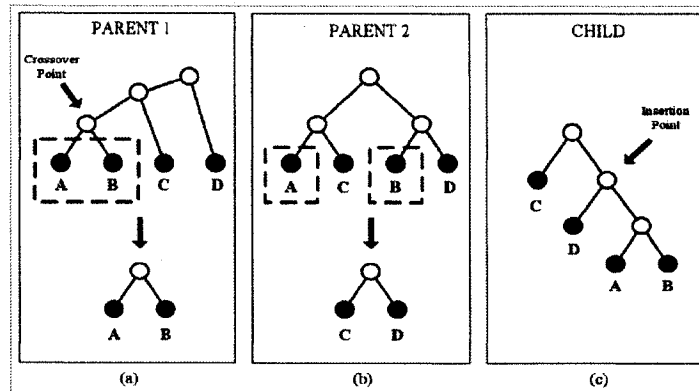 PARENT 1
Crossover
Point
A B C D
A B
(a)
PARENT 2
A C B D
C D
(b)
CHILD
Insertion
Point
C
D
A B
(c)